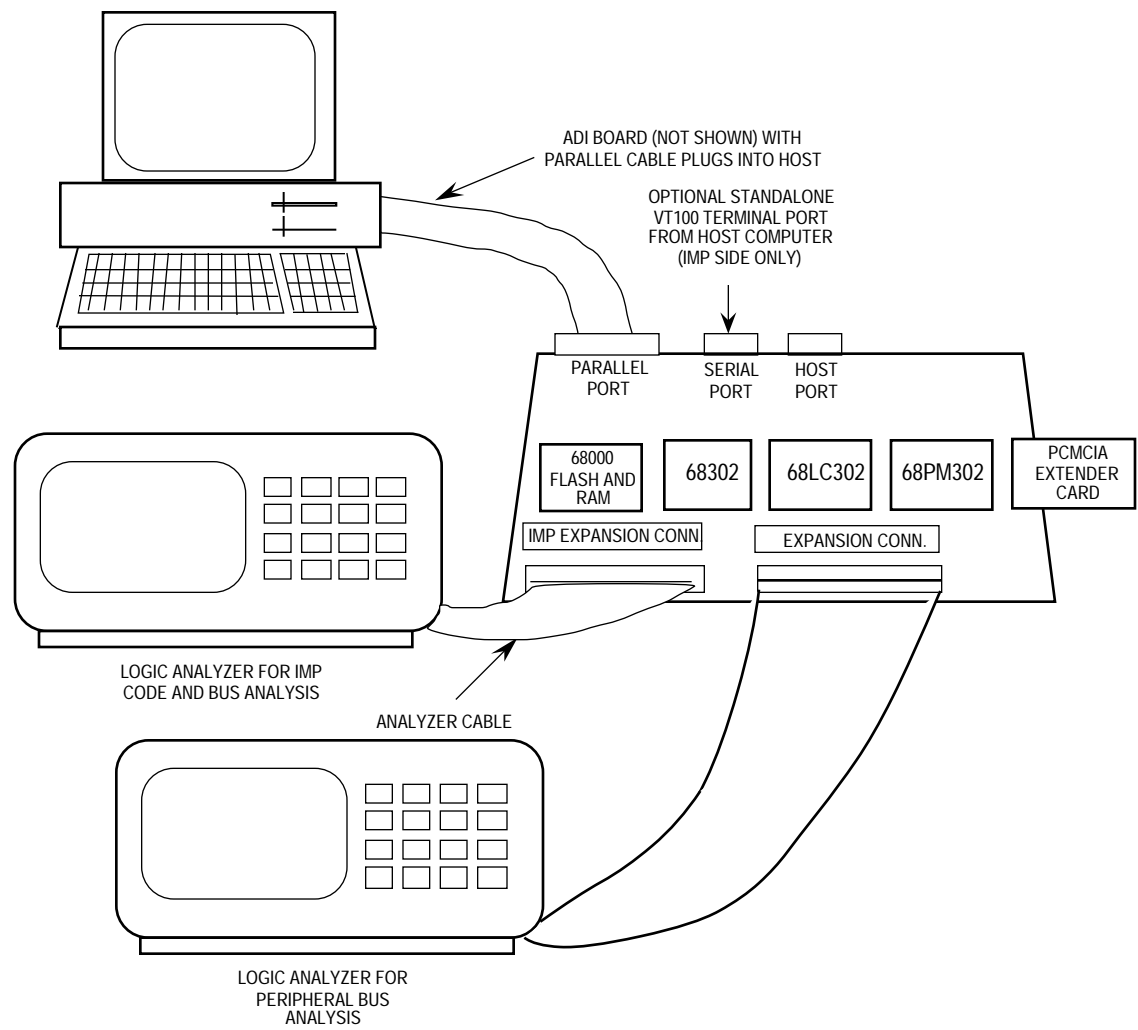 ADI BOARD (NOT SHOWN) WITH
PARALLEL CABLE PLUGS INTO HOST
OPTIONAL STANDALONE
VT100 TERMINAL PORT
FROM HOST COMPUTER
(IMP SIDE ONLY)
PARALLEL
PORT
SERIAL
PORT
HOST
PORT
68000
FLASH AND
RAM
68302
68LC302
68PM302
PCMCIA
EXTENDER
CARD
IMP EXPANSION CONN.
EXPANSION CONN.
LOGIC ANALYZER FOR IMP
CODE AND BUS ANALYSIS
ANALYZER CABLE
LOGIC ANALYZER FOR
PERIPHERAL BUS
ANALYSIS